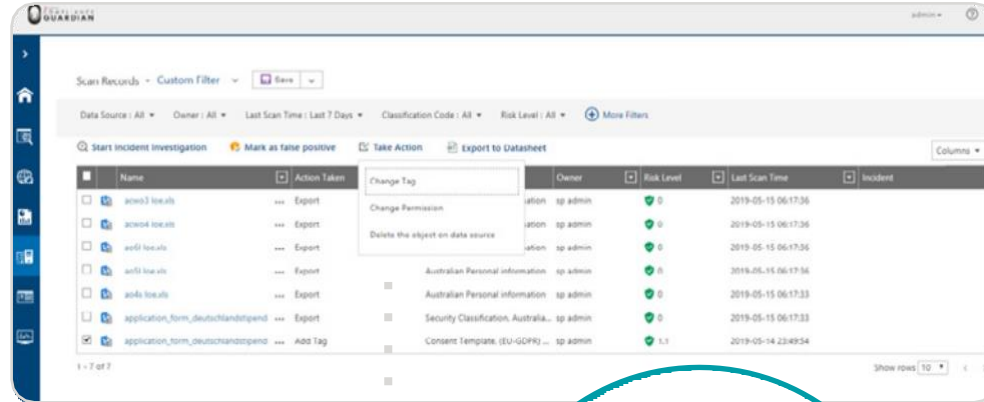 COMPLIANCE
GUARDIAN
admin
Scan Records - Custom Filter Save
Data Source : All Owner : All Last Scan Time : Last 7 Days Classification Code : All Risk Level : All More Filters
Start Incident Investigation Mark as false positive Take Action Export to Datasheet Columns
Name Action Taken Owner Risk Level Last Scan Time Incident
Change Tag
Change Permission
Delete the object on data source
Export ation sp admin 0 2019-05-15 06:17:36
Export ation sp admin 0 2019-05-15 06:17:36
Export ation sp admin 0 2019-05-15 06:17:36
Export Australian Personal information sp admin 0 2019-05-15 06:17:36
Export Australian Personal information sp admin 0 2019-05-15 06:17:33
application_form_deutschlandstipend ... Export Security Classification, Australia... sp admin 0 2019-05-15 06:17:33
application_form_deutschlandstipend ... Add Tag Consent Template, (EU-GDPR) ... sp admin 1.1 2019-05-14 23:49:54
1 - 7 of 7 Show rows 10